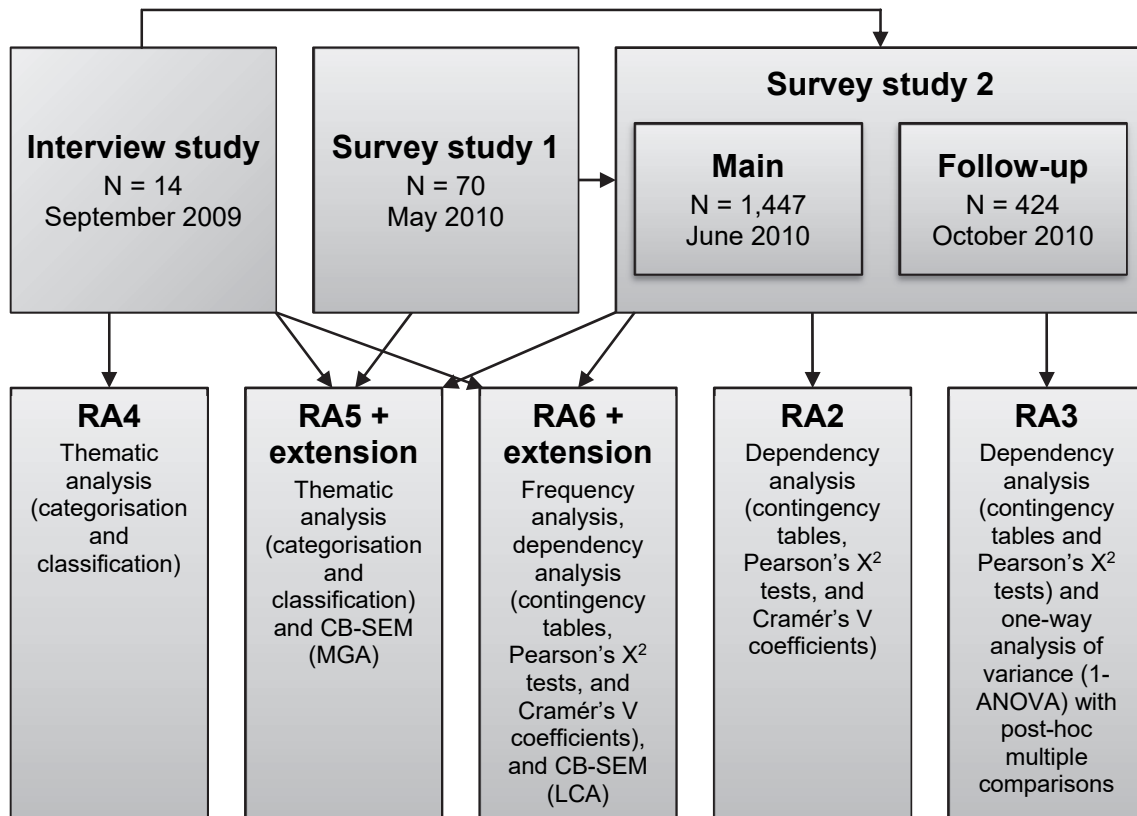 Interview study
N = 14
September 2009
Survey study 1
N = 70
May 2010
Survey study 2
Main
N = 1,447
June 2010
Follow-up
N = 424
October 2010
RA4
Thematic
analysis
(categorisation
and
classification)
RA5 +
extension
Thematic
analysis
(categorisation
and
classification)
and CB-SEM
(MGA)
RA6 +
extension
Frequency
analysis,
dependency
analysis
(contingency
tables,
Pearson's X²
tests, and
Cramér's V
coefficients),
and CB-SEM
(LCA)
RA2
Dependency
analysis
(contingency
tables,
Pearson's X²
tests, and
Cramér's V
coefficients)
RA3
Dependency
analysis
(contingency
tables and
Pearson's X²
tests) and
one-way
analysis of
variance (1-
ANOVA) with
post-hoc
multiple
comparisons